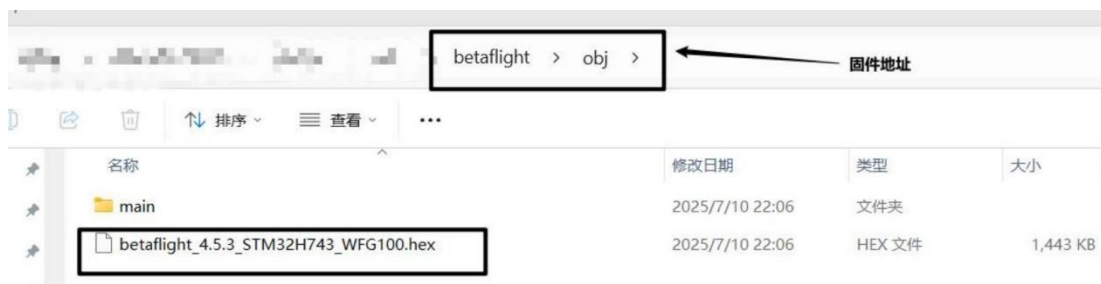 betaflight > obj >
固件地址
排序
查看
名称
修改日期
类型
大小
main
2025/7/10 22:06
文件夹
betaflight_4.5.3_STM32H743_WFG100.hex
2025/7/10 22:06
HEX 文件
1,443 KB